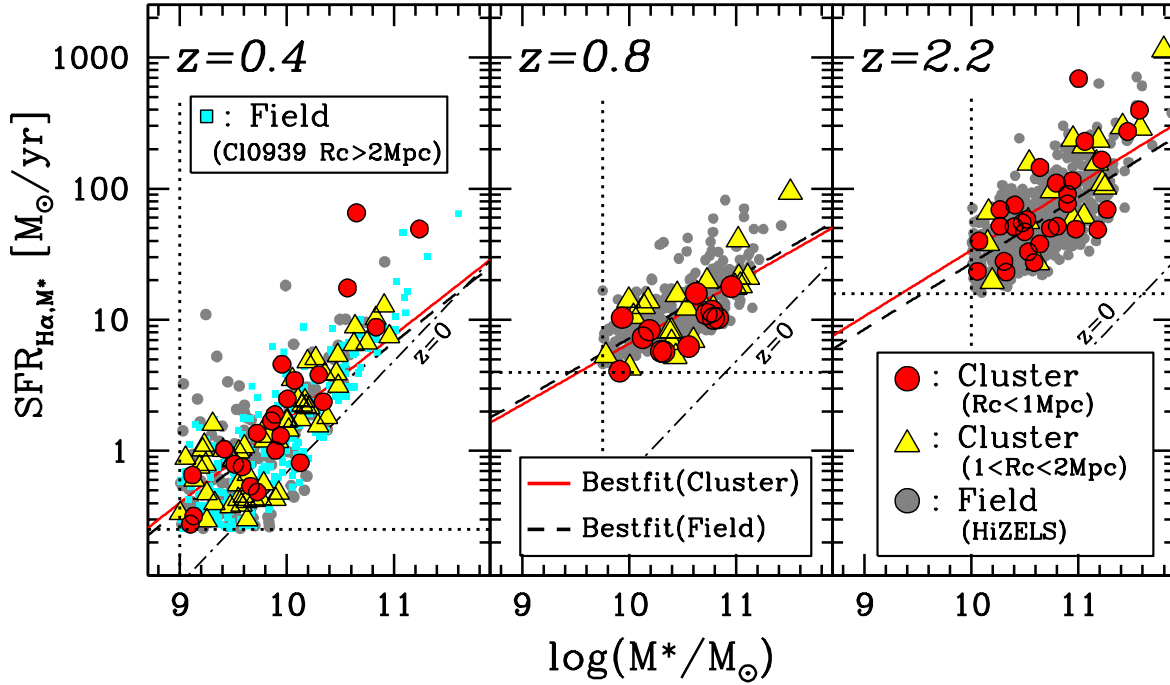 z=0.4
z=0.8
z=2.2
1000
100
10
1
SFR_{Hα,M*} [M_⊙/yr]
: Field
(Cl0939 Rc>2Mpc)
z=0
z=0
z=0
Bestfit(Cluster)
Bestfit(Field)
: Cluster
(Rc<1Mpc)
: Cluster
(1<Rc<2Mpc)
: Field
(HiZELS)
9 10 11 9 10 11 9 10 11
log(M*/M_⊙)